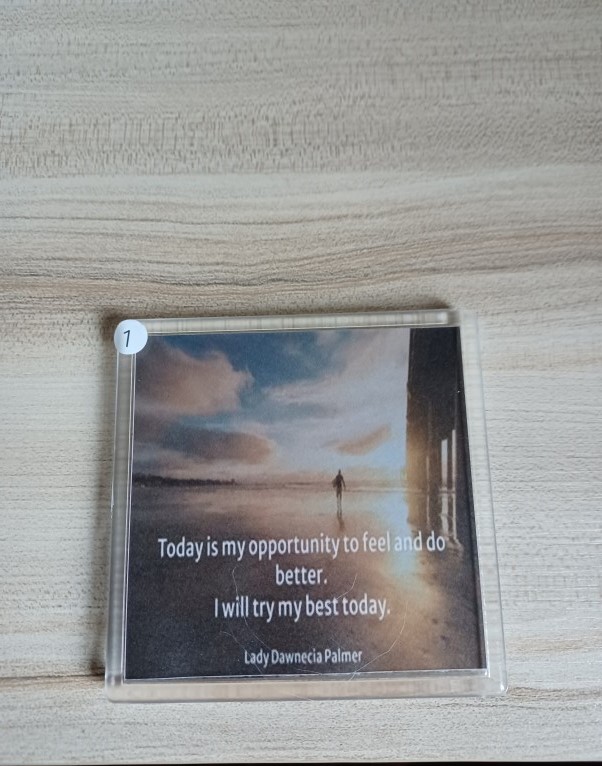 1
Today is my opportunity to feel and do
better.
I will try my best today.
Lady Dawnecia Palmer